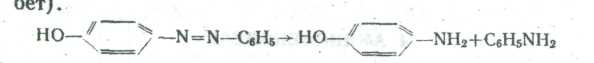 бет).
HO— —N=N—C₆H₅→HO— —NH₂+C₆H₅NH₂